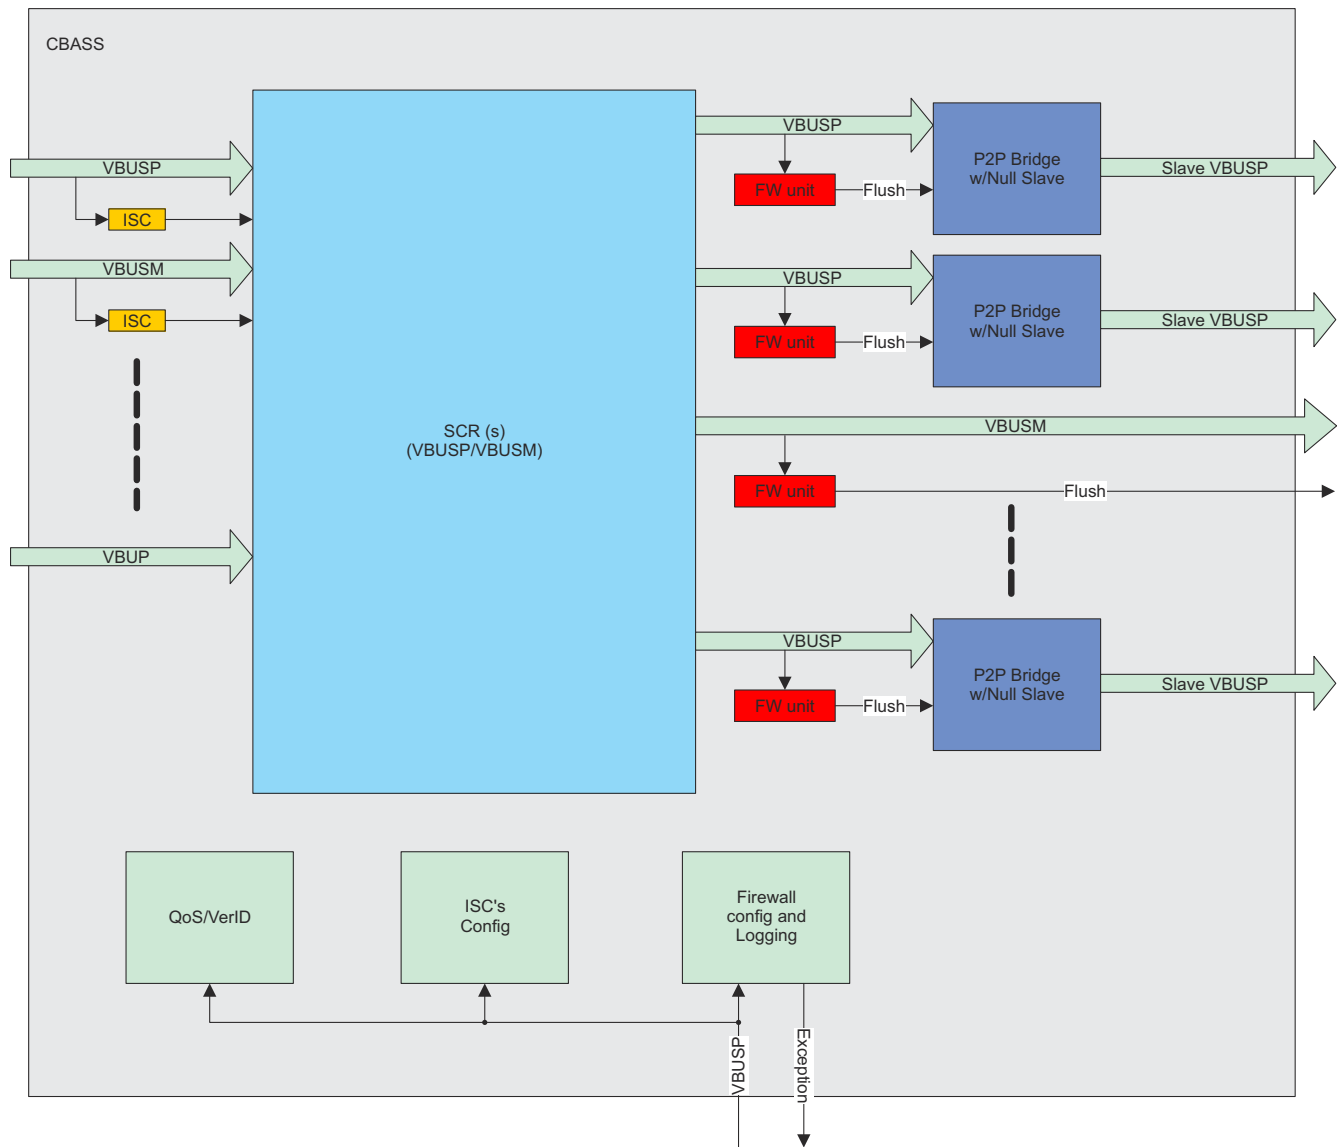 CBASS
VBUSP
ISC
VBUSM
ISC
VBUP
SCR (s)
(VBUSP/VBUSM)
VBUSP
FW unit
Flush
P2P Bridge
w/Null Slave
Slave VBUSP
VBUSP
FW unit
Flush
P2P Bridge
w/Null Slave
Slave VBUSP
VBUSM
FW unit
Flush
VBUSP
FW unit
Flush
P2P Bridge
w/Null Slave
Slave VBUSP
QoS/VerID
ISC's
Config
Firewall
config and
Logging
VBUSP
Exception